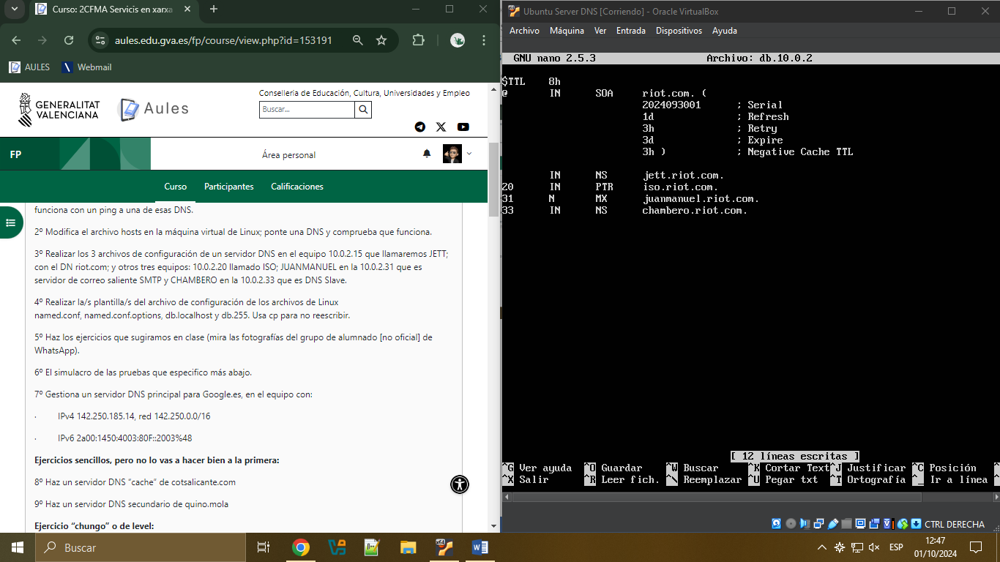 Curso: 2CFMA Servicis en xarxa
aules.edu.gva.es/fp/course/view.php?id=153191
AULES
Webmail
GENERALITAT
VALENCIANA
Aules
Conselleria de Educación, Cultura, Universidades y Empleo
Buscar...
FP
Área personal
Curso Participantes Calificaciones
funciona con un ping a una de esas DNS.
2º Modifica el archivo hosts en la máquina virtual de Linux; ponte una DNS y comprueba que funciona.
3º Realizar los 3 archivos de configuración de un servidor DNS en el equipo 10.0.2.15 que llamaremos JETT;
con el DN riot.com; y otros tres equipos: 10.0.2.20 llamado ISO; JUANMANUEL en la 10.0.2.31 que es
servidor de correo saliente SMTP y CHAMBERO en la 10.0.2.33 que es DNS Slave.
4º Realizar la/s plantilla/s del archivo de configuración de los archivos de Linux
named.conf, named.conf.options, db.localhost y db.255. Usa cp para no reescribir.
5º Haz los ejercicios que sugiramos en clase (mira las fotografías del grupo de alumnado [no oficial] de
WhatsApp).
6º El simulacro de las pruebas que especifico más abajo.
7º Gestiona un servidor DNS principal para Google.es, en el equipo con:
· IPv4 142.250.185.14, red 142.250.0.0/16
· IPv6 2a00:1450:4003:80F::2003%48
Ejercicios sencillos, pero no lo vas a hacer bien a la primera:
8º Haz un servidor DNS “cache” de cotsalicante.com
9º Haz un servidor DNS secundario de quino.mola
Ejercicio “chungo” o de level:
Ubuntu Server DNS [Corriendo] - Oracle VirtualBox
Archivo Máquina Ver Entrada Dispositivos Ayuda
GNU nano 2.5.3 Archivo: db.10.0.2
$TTL 8h
@ IN SOA riot.com. (
2024093001 ; Serial
1d ; Refresh
3h ; Retry
3d ; Expire
3h ) ; Negative Cache TTL
IN NS jett.riot.com.
20 IN PTR iso.riot.com.
31 N MX juanmanuel.riot.com.
33 IN NS chambero.riot.com.
[ 12 líneas escritas ]
^G Ver ayuda ^O Guardar ^W Buscar ^K Cortar Text ^J Justificar ^C Posición
^X Salir ^R Leer fich. ^\ Reemplazar ^U Pegar txt ^T Ortografía ^_ Ir a línea
CTRL DERECHA
Buscar
ESP
12:47
01/10/2024